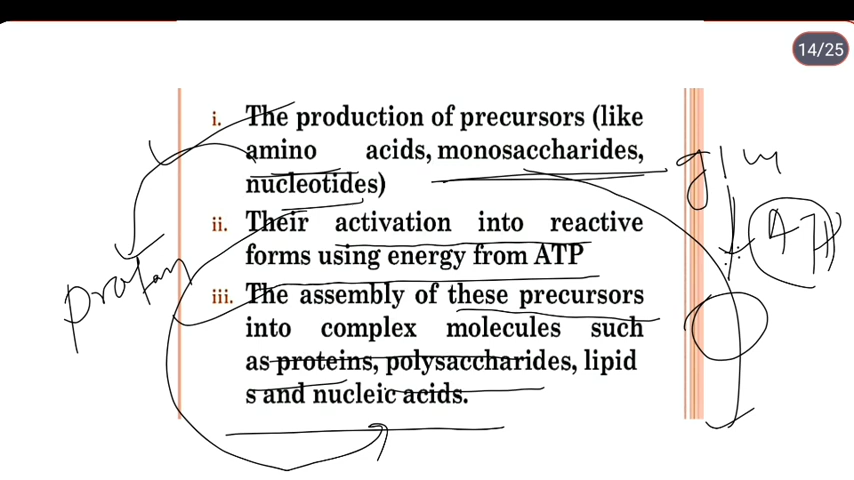 14/25
i. The production of precursors (like
amino acids, monosaccharides,
nucleotides)
ii. Their activation into reactive
forms using energy from ATP
iii. The assembly of these precursors
into complex molecules such
as proteins, polysaccharides, lipid
s and nucleic acids.